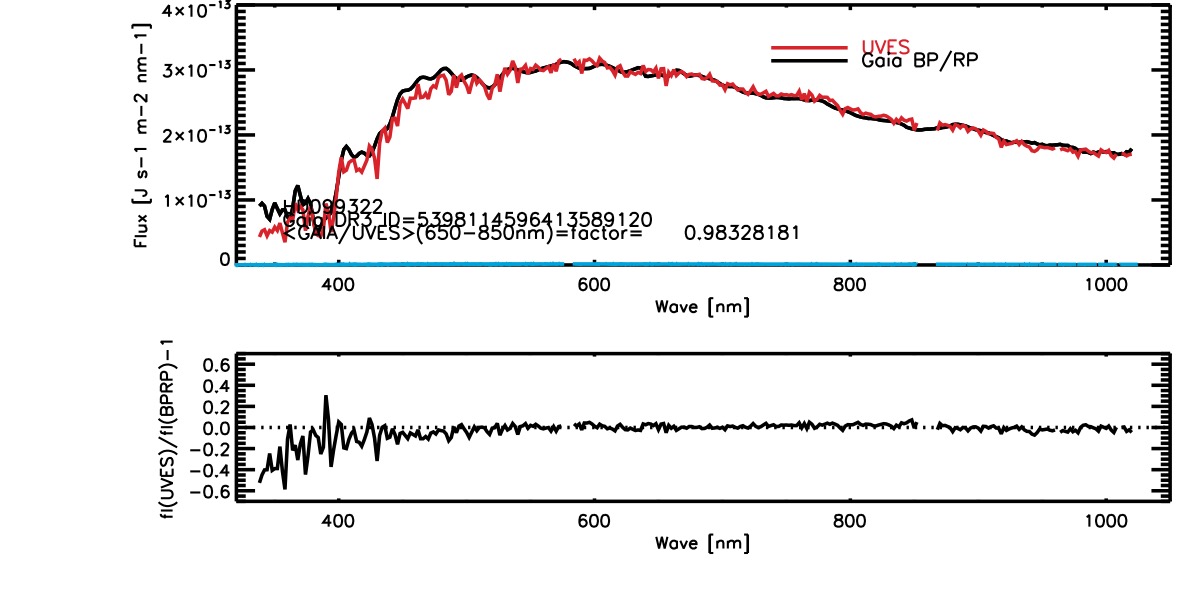 4×10−13
3×10−13
2×10−13
1×10−13
0
Flux [J s−1 m−2 nm−1]
UVES
Gaia BP/RP
HD099322
Gaia DR3 ID=5398114596413589120
<GAIA/UVES>(650−850nm)=factor= 0.98328181
400 600 800 1000
Wave [nm]
0.6
0.4
0.2
0.0
−0.2
−0.4
−0.6
fl(UVES)/fl(BPRP)−1
400 600 800 1000
Wave [nm]